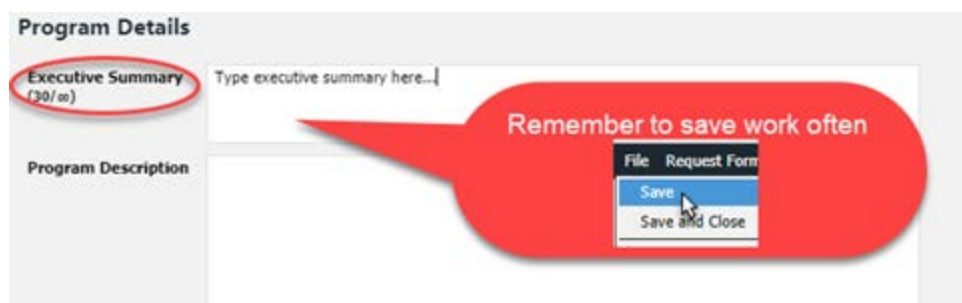 Program Details
Executive Summary
(30/∞)
Type executive summary here...
Remember to save work often
File Request Form
Save
Save and Close
Program Description